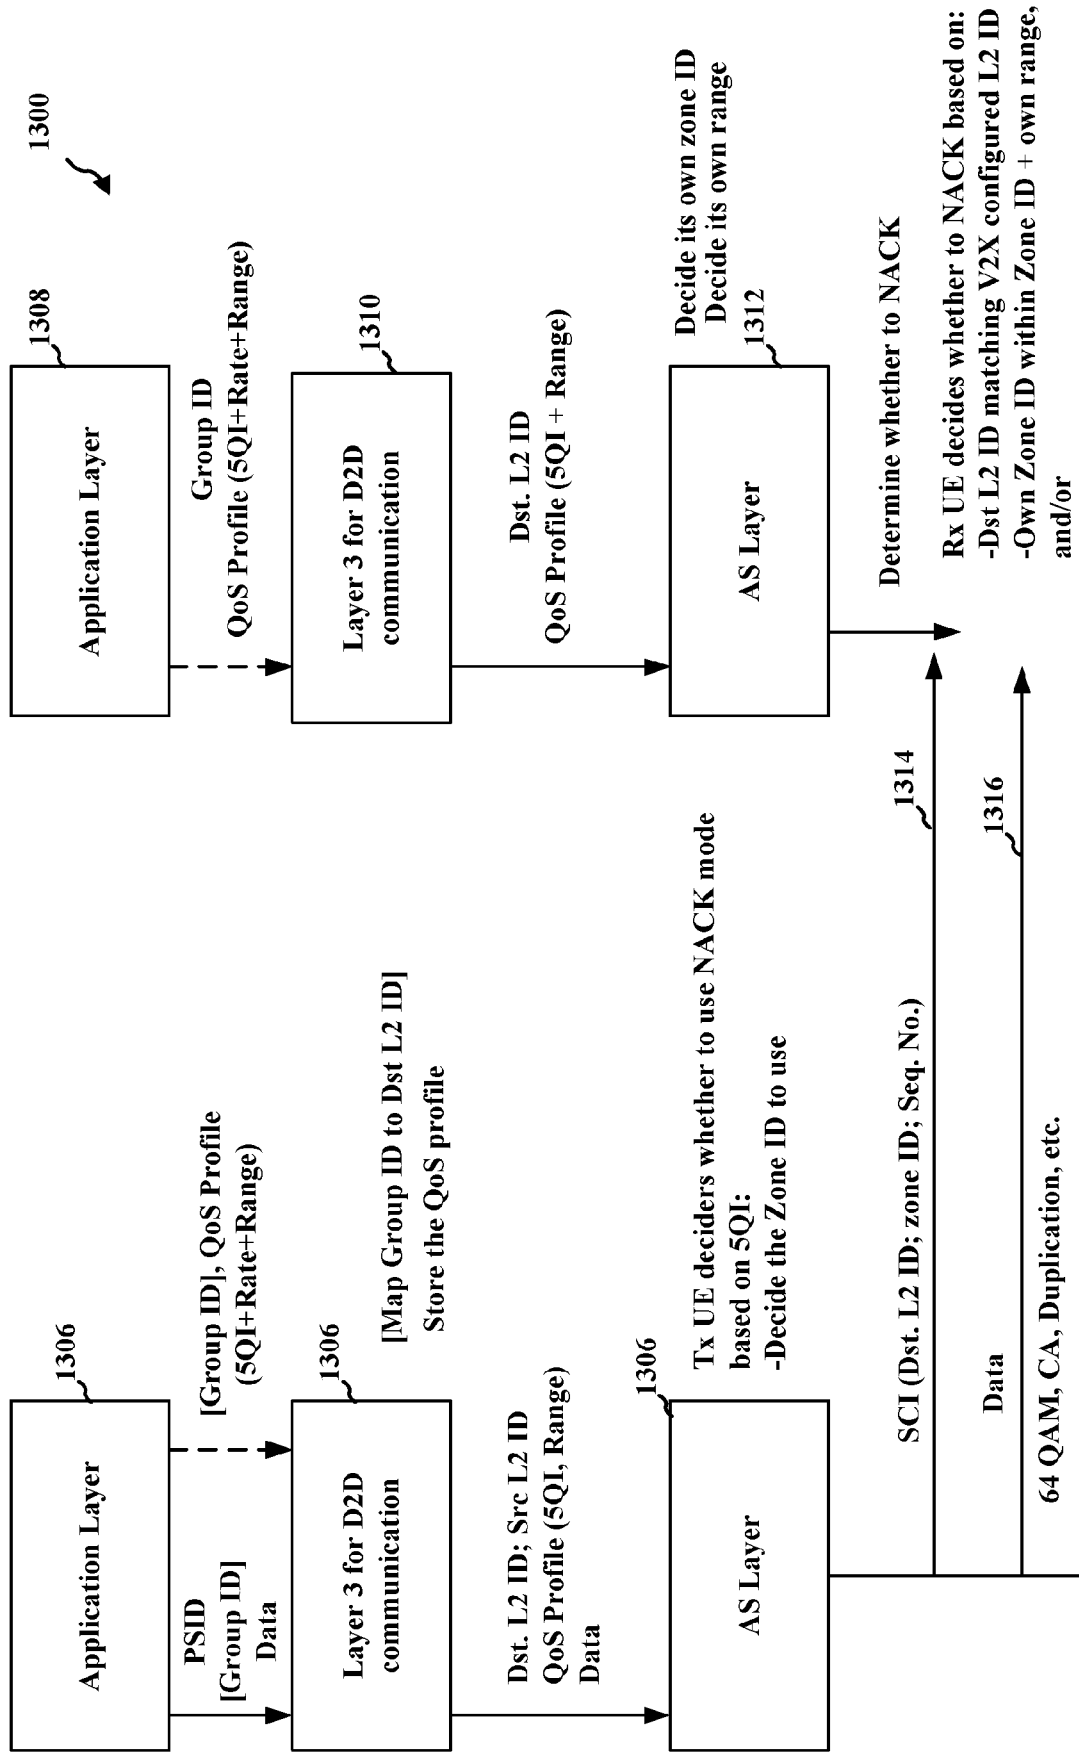 1300
1306
Application Layer
PSID
[Group ID]
Data
[Group ID], QoS Profile
(5QI+Rate+Range)
1306
Layer 3 for D2D
communication
[Map Group ID to Dst L2 ID]
Store the QoS profile
Dst. L2 ID; Src L2 ID
QoS Profile (5QI, Range)
Data
1306
AS Layer
Tx UE deciders whether to use NACK mode
based on 5QI:
-Decide the Zone ID to use
1308
Application Layer
Group ID
QoS Profile (5QI+Rate+Range)
1310
Layer 3 for D2D
communication
Dst. L2 ID
QoS Profile (5QI + Range)
Decide its own zone ID
Decide its own range
1312
AS Layer
Determine whether to NACK
SCI (Dst. L2 ID; zone ID; Seq. No.)
1314
Data
1316
64 QAM, CA, Duplication, etc.
Rx UE decides whether to NACK based on:
-Dst L2 ID matching V2X configured L2 ID
-Own Zone ID within Zone ID + own range,
and/or